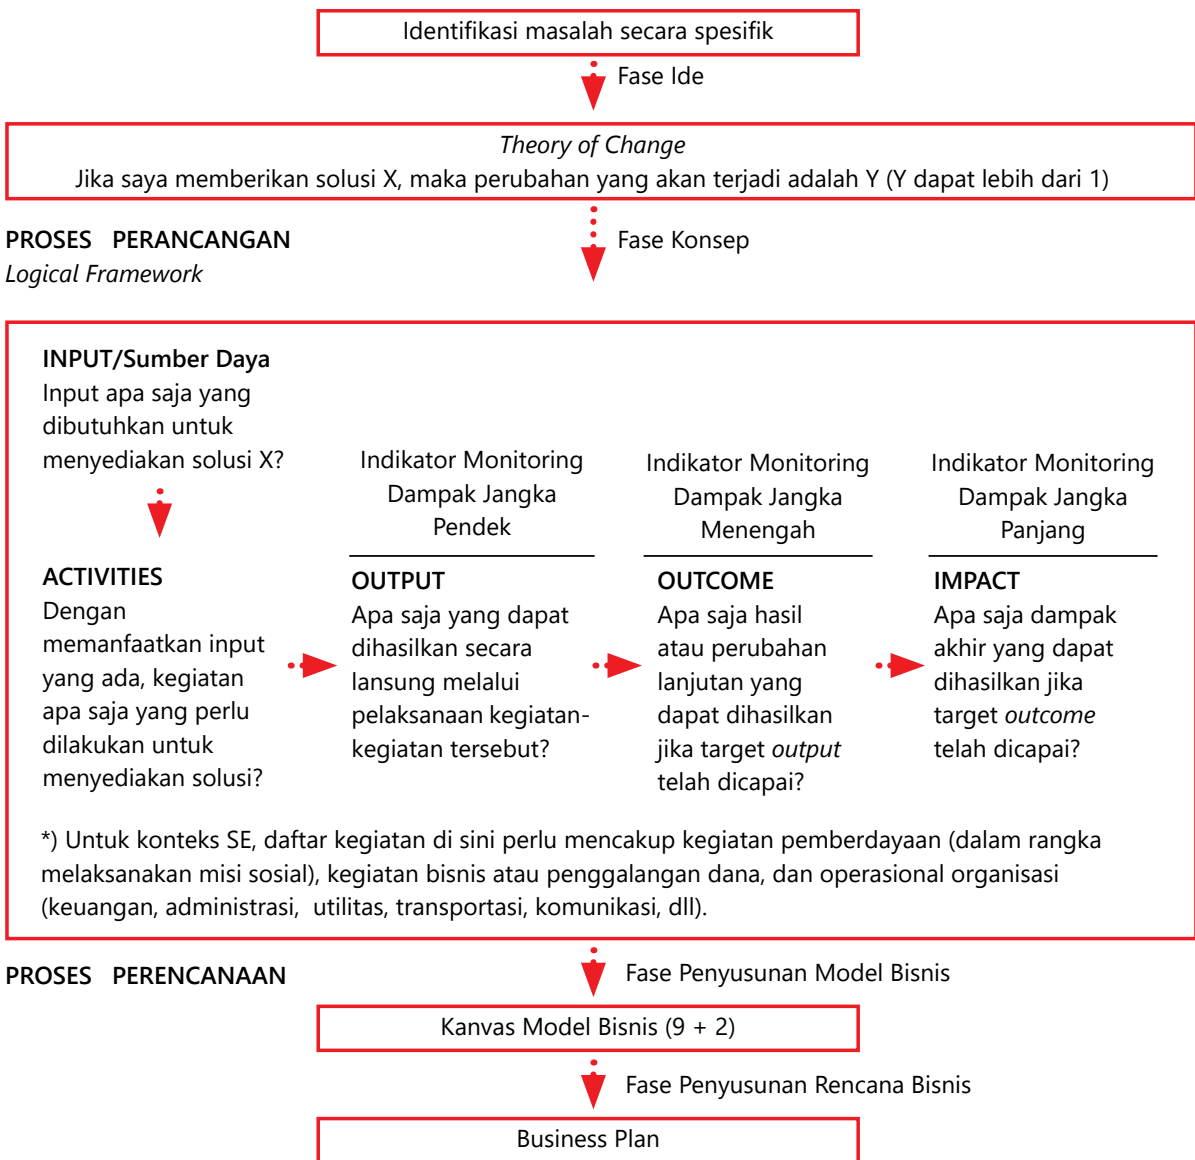 Identifikasi masalah secara spesifik
Fase Ide
Theory of Change
Jika saya memberikan solusi X, maka perubahan yang akan terjadi adalah Y (Y dapat lebih dari 1)
PROSES PERANCANGAN
Logical Framework
Fase Konsep
INPUT/Sumber Daya
Input apa saja yang
dibutuhkan untuk
menyediakan solusi X?
ACTIVITIES
Dengan
memanfaatkan input
yang ada, kegiatan
apa saja yang perlu
dilakukan untuk
menyediakan solusi?
Indikator Monitoring
Dampak Jangka
Pendek
OUTPUT
Apa saja yang dapat
dihasilkan secara
lansung melalui
pelaksanaan kegiatan-
kegiatan tersebut?
Indikator Monitoring
Dampak Jangka
Menengah
OUTCOME
Apa saja hasil
atau perubahan
lanjutan yang
dapat dihasilkan
jika target output
telah dicapai?
Indikator Monitoring
Dampak Jangka
Panjang
IMPACT
Apa saja dampak
akhir yang dapat
dihasilkan jika
target outcome
telah dicapai?
*) Untuk konteks SE, daftar kegiatan di sini perlu mencakup kegiatan pemberdayaan (dalam rangka
melaksanakan misi sosial), kegiatan bisnis atau penggalangan dana, dan operasional organisasi
(keuangan, administrasi, utilitas, transportasi, komunikasi, dll).
PROSES PERENCANAAN
Fase Penyusunan Model Bisnis
Kanvas Model Bisnis (9 + 2)
Fase Penyusunan Rencana Bisnis
Business Plan